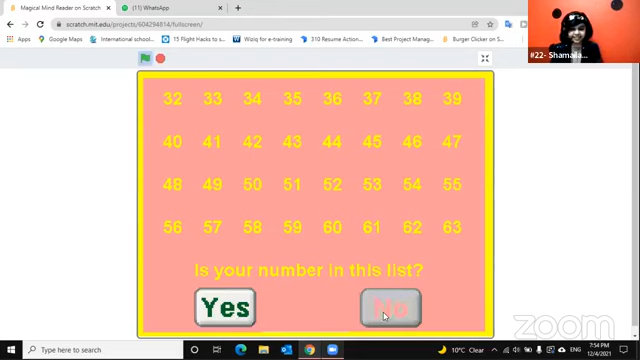 Magical Mind Reader on Scratch
WhatsApp
scratch.mit.edu/projects/604294814/fullscreen/
Apps
Google Maps
International school...
15 Flight Hacks to S...
Wiziq for e-training
310 Resume Action...
Best Project Manag...
Burger Clicker on S...
#22- Shamaila...
32 33 34 35 36 37 38 39
40 41 42 43 44 45 46 47
48 49 50 51 52 53 54 55
56 57 58 59 60 61 62 63
Is your number in this list?
Yes
No
zoom
Type here to search
10°C Clear
ENG
7:54 PM
12/4/2021